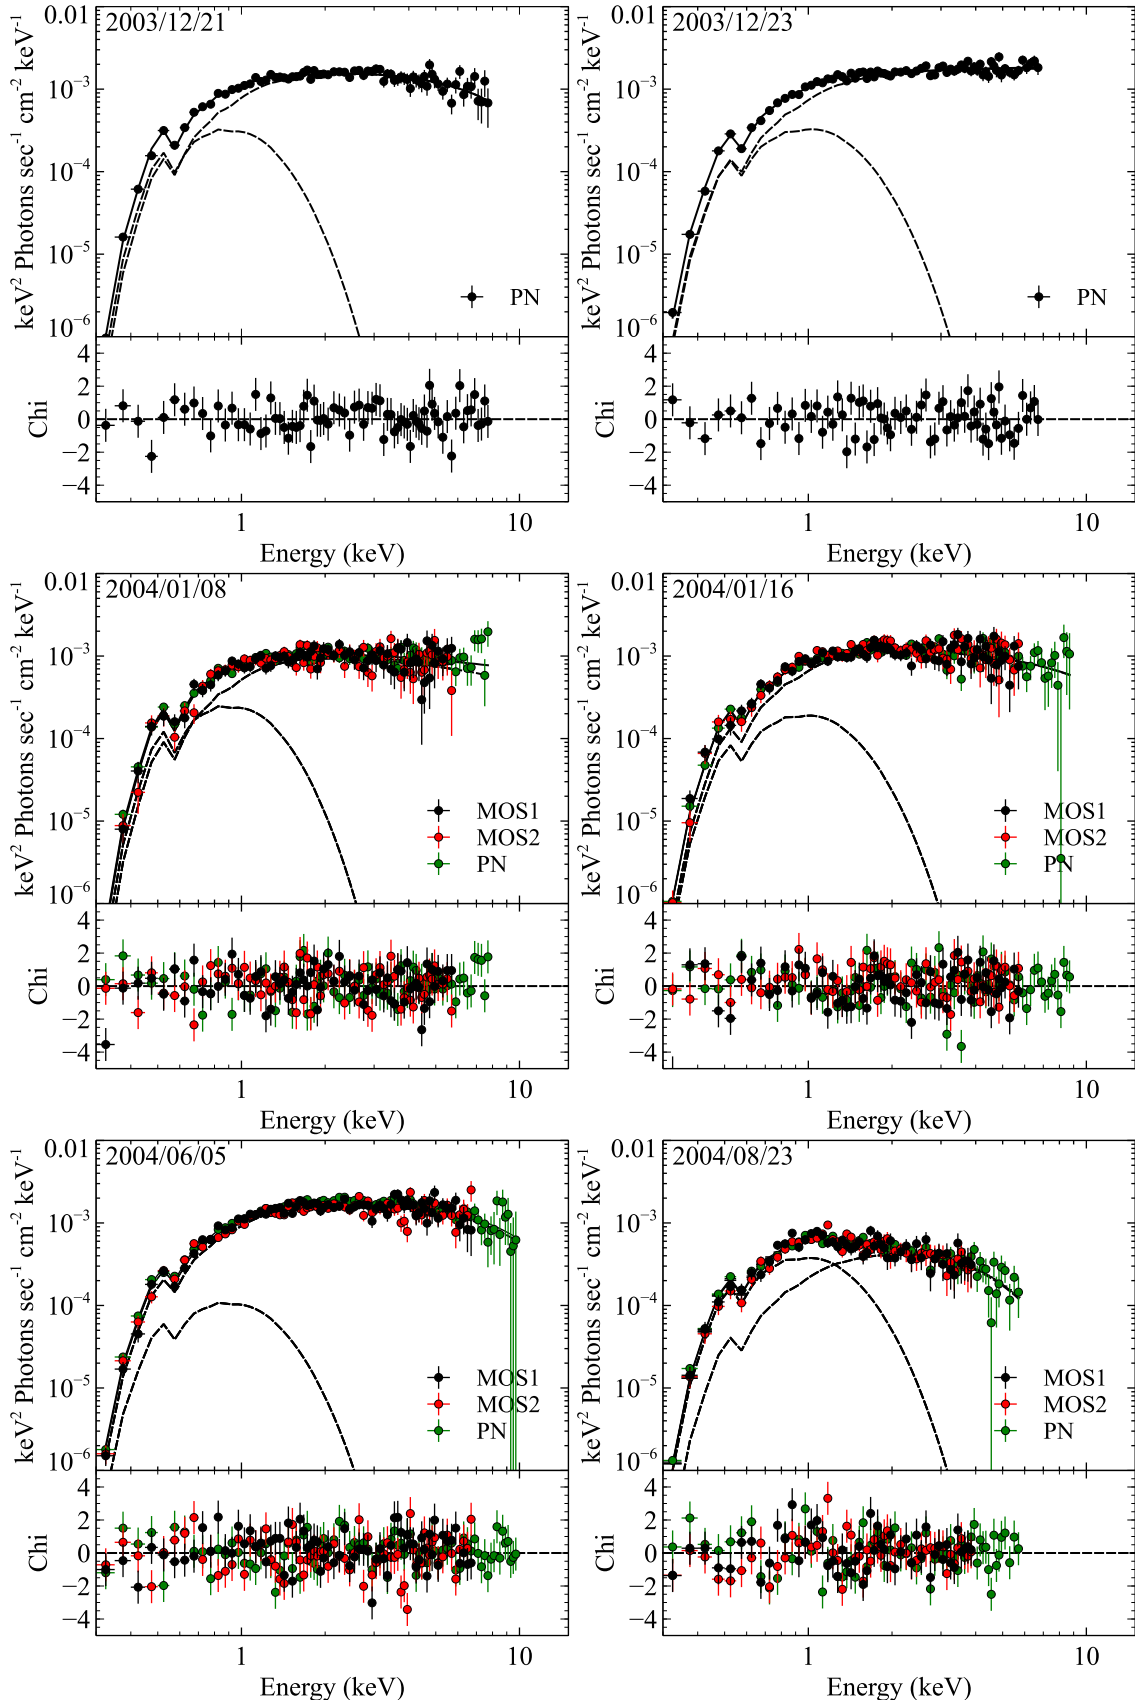 2003/12/21
keV² Photons sec⁻¹ cm⁻² keV⁻¹
0.01
10⁻³
10⁻⁴
10⁻⁵
10⁻⁶
PN
Chi
4
2
0
−2
−4
1
10
Energy (keV)
2003/12/23
keV² Photons sec⁻¹ cm⁻² keV⁻¹
0.01
10⁻³
10⁻⁴
10⁻⁵
10⁻⁶
PN
Chi
4
2
0
−2
−4
1
10
Energy (keV)
2004/01/08
keV² Photons sec⁻¹ cm⁻² keV⁻¹
0.01
10⁻³
10⁻⁴
10⁻⁵
10⁻⁶
MOS1
MOS2
PN
Chi
4
2
0
−2
−4
1
10
Energy (keV)
2004/01/16
keV² Photons sec⁻¹ cm⁻² keV⁻¹
0.01
10⁻³
10⁻⁴
10⁻⁵
10⁻⁶
MOS1
MOS2
PN
Chi
4
2
0
−2
−4
1
10
Energy (keV)
2004/06/05
keV² Photons sec⁻¹ cm⁻² keV⁻¹
0.01
10⁻³
10⁻⁴
10⁻⁵
10⁻⁶
MOS1
MOS2
PN
Chi
4
2
0
−2
−4
1
10
Energy (keV)
2004/08/23
keV² Photons sec⁻¹ cm⁻² keV⁻¹
0.01
10⁻³
10⁻⁴
10⁻⁵
10⁻⁶
MOS1
MOS2
PN
Chi
4
2
0
−2
−4
1
10
Energy (keV)